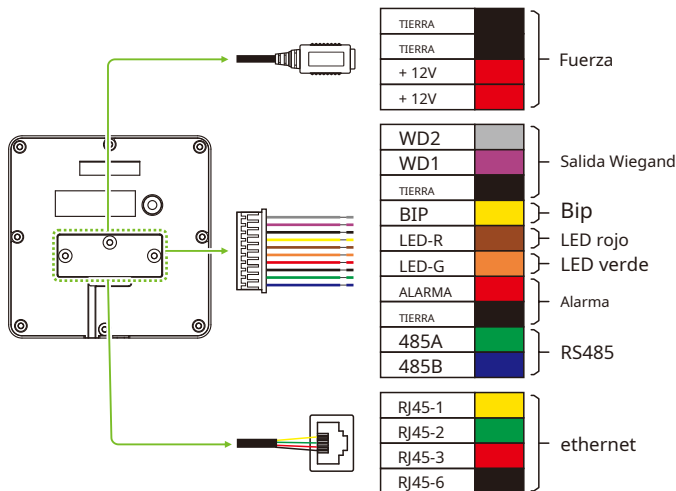 TIERRA
TIERRA
+ 12V
+ 12V
Fuerza
WD2
WD1
TIERRA
Salida Wiegand
BIP
Bip
LED-R
LED rojo
LED-G
LED verde
ALARMA
TIERRA
Alarma
485A
485B
RS485
RJ45-1
RJ45-2
RJ45-3
RJ45-6
ethernet